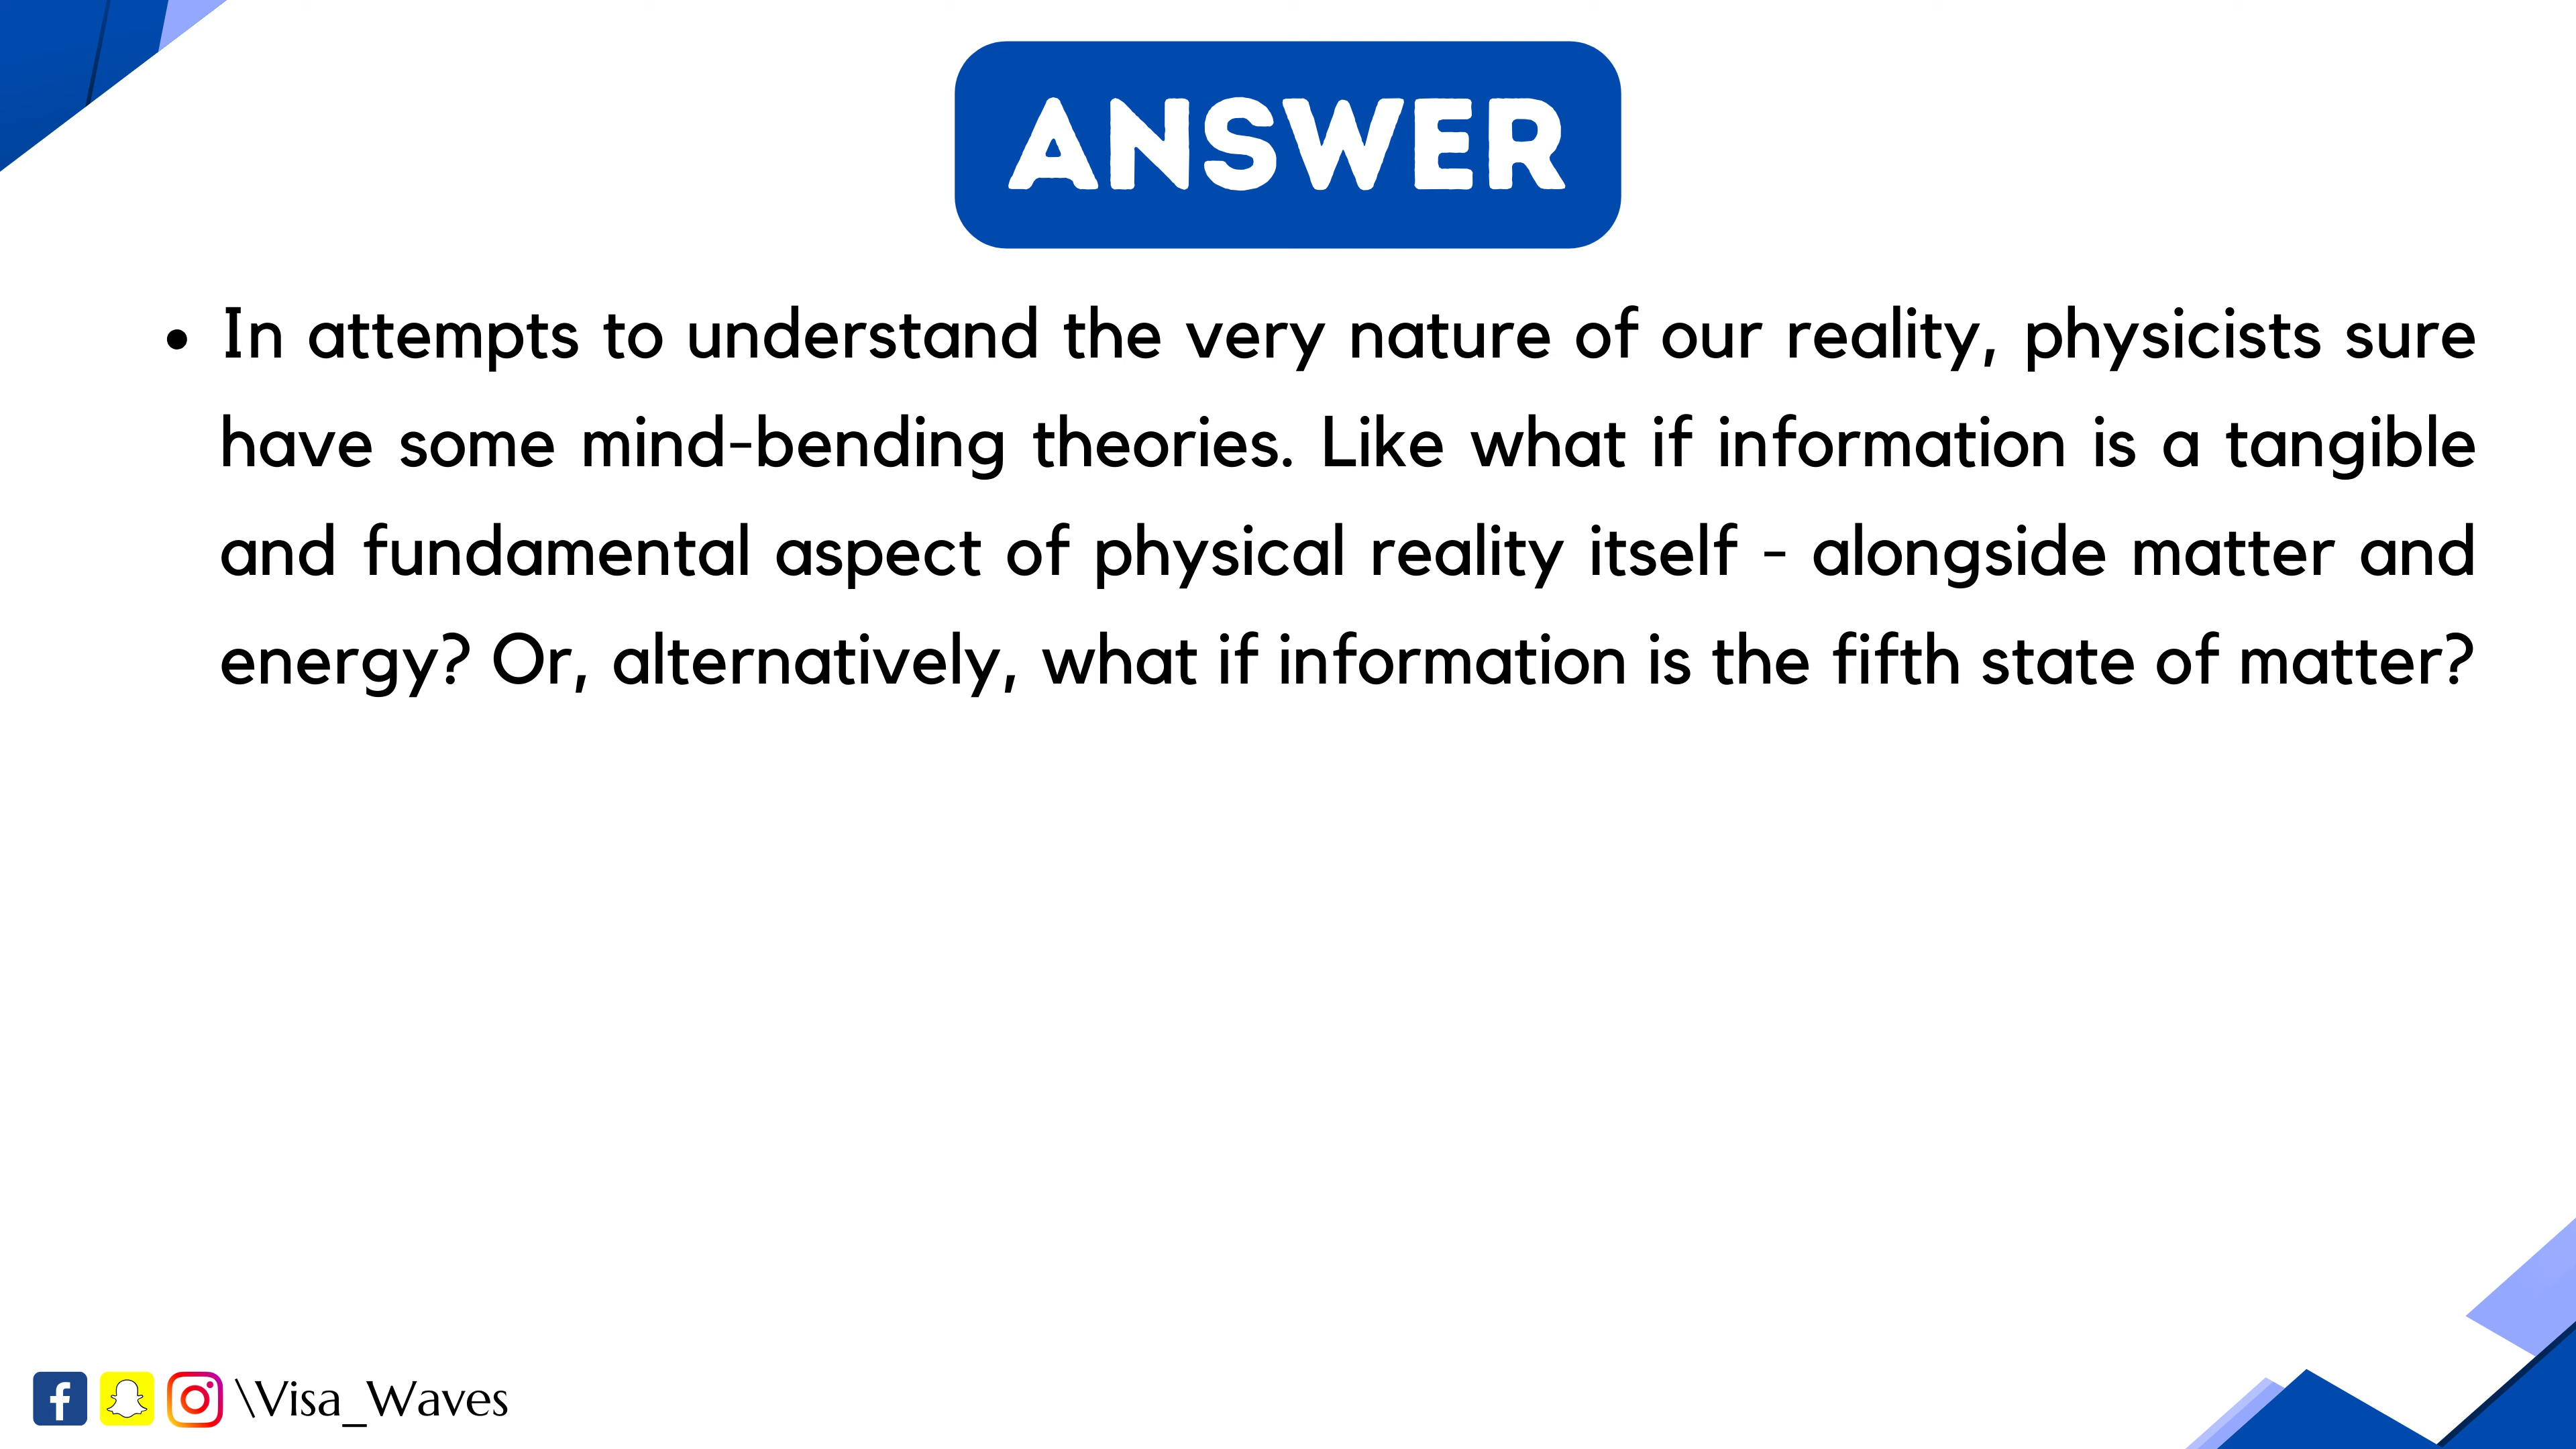 ANSWER
• In attempts to understand the very nature of our reality, physicists sure
have some mind-bending theories. Like what if information is a tangible
and fundamental aspect of physical reality itself - alongside matter and
energy? Or, alternatively, what if information is the fifth state of matter?
\Visa_Waves